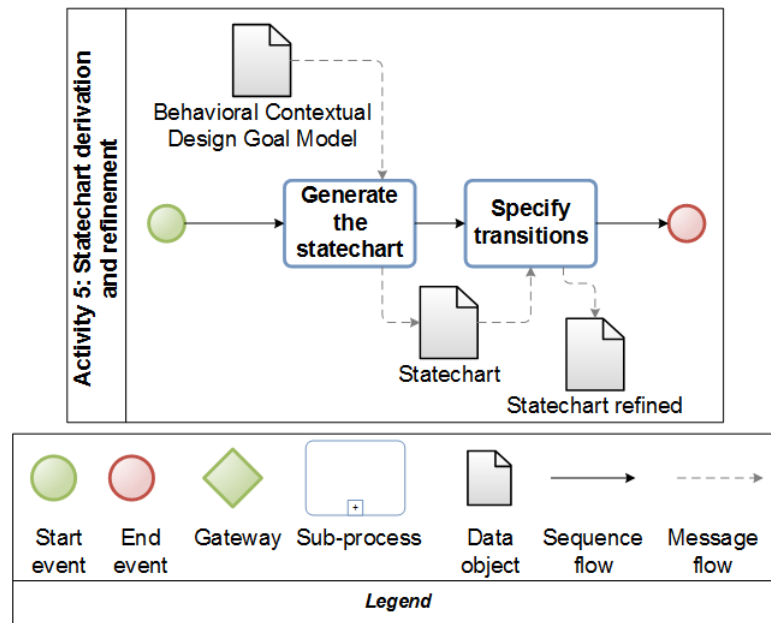 Activity 5: Statechart derivation
and refinement
Behavioral Contextual
Design Goal Model
Generate
the
statechart
Specify
transitions
Statechart
Statechart refined
+
Start
event
End
event
Gateway
Sub-process
Data
object
Sequence
flow
Message
flow
Legend